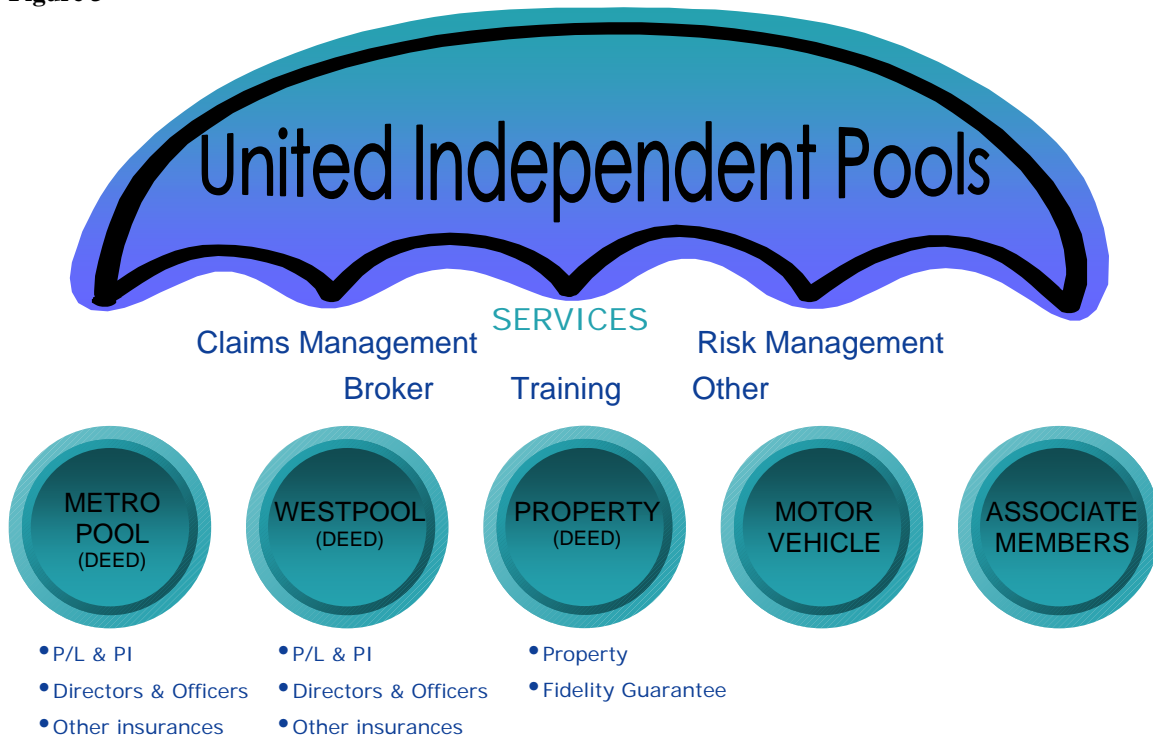 Figure
United Independent Pools
SERVICES
Claims Management Risk Management
Broker Training Other
METRO
POOL
(DEED)
WESTPOOL
(DEED)
PROPERTY
(DEED)
MOTOR
VEHICLE
ASSOCIATE
MEMBERS
•P/L & PI
•Directors & Officers
•Other insurances
•P/L & PI
•Directors & Officers
•Other insurances
•Property
•Fidelity Guarantee